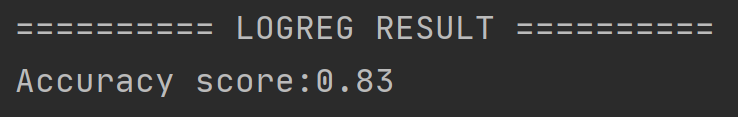 ========== LOGREG RESULT ==========
Accuracy score:0.83